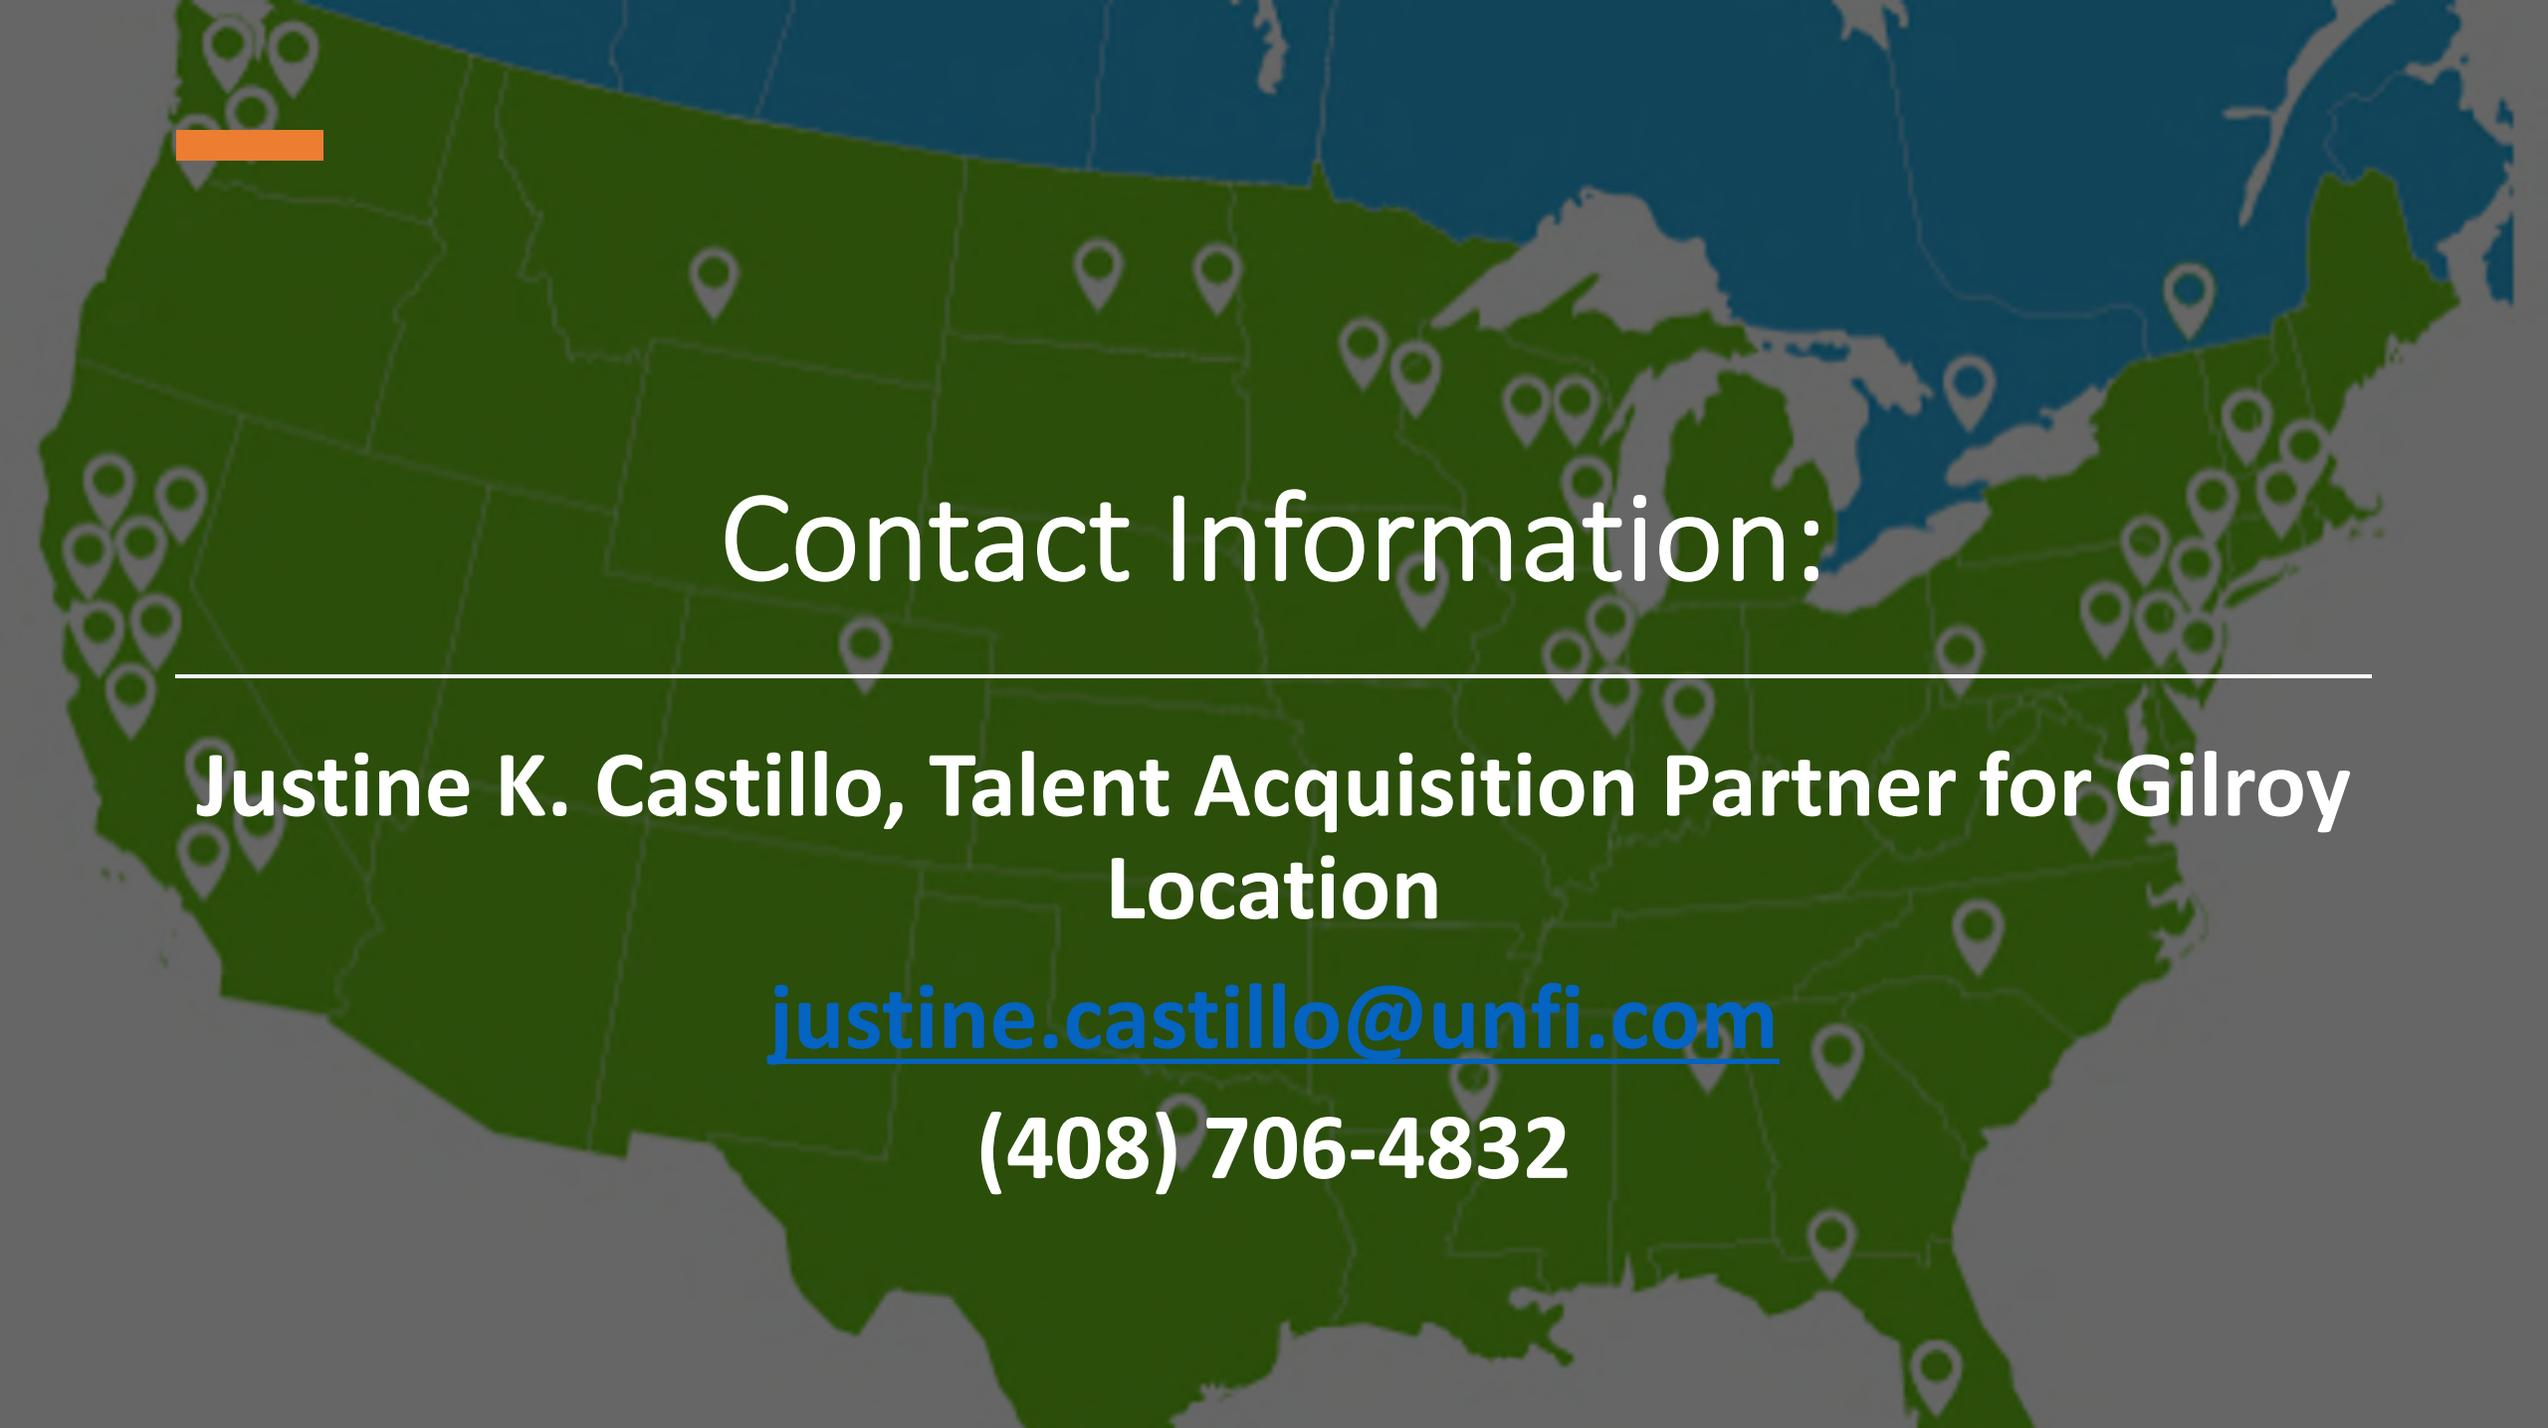 Contact Information:
Justine K. Castillo, Talent Acquisition Partner for Gilroy
Location
justine.castillo@unfi.com
(408) 706-4832